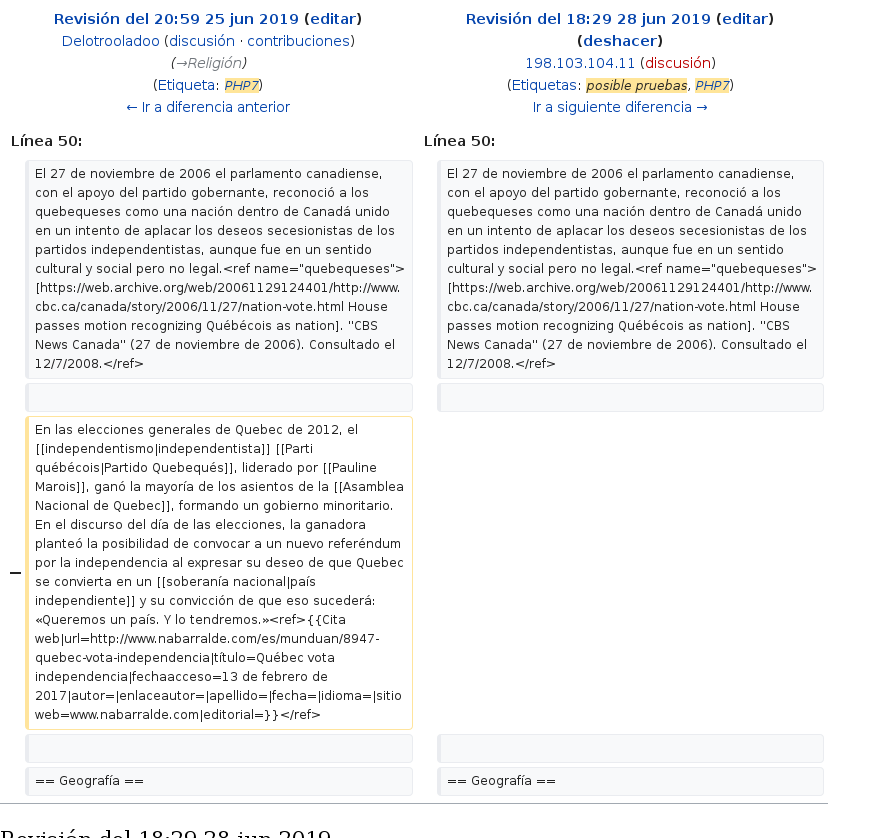 Revisión del 20:59 25 jun 2019 (editar)
Delotrooladoo (discusión · contribuciones)
(→Religión)
(Etiqueta: PHP7)
← Ir a diferencia anterior
Revisión del 18:29 28 jun 2019 (editar)
(deshacer)
198.103.104.11 (discusión)
(Etiquetas: posible pruebas, PHP7)
Ir a siguiente diferencia →
Línea 50:
Línea 50:
El 27 de noviembre de 2006 el parlamento canadiense,
con el apoyo del partido gobernante, reconoció a los
quebequeses como una nación dentro de Canadá unido
en un intento de aplacar los deseos secesionistas de los
partidos independentistas, aunque fue en un sentido
cultural y social pero no legal.<ref name="quebequeses">
[https://web.archive.org/web/20061129124401/http://www.
cbc.ca/canada/story/2006/11/27/nation-vote.html House
passes motion recognizing Québécois as nation]. "CBS
News Canada" (27 de noviembre de 2006). Consultado el
12/7/2008.</ref>
El 27 de noviembre de 2006 el parlamento canadiense,
con el apoyo del partido gobernante, reconoció a los
quebequeses como una nación dentro de Canadá unido
en un intento de aplacar los deseos secesionistas de los
partidos independentistas, aunque fue en un sentido
cultural y social pero no legal.<ref name="quebequeses">
[https://web.archive.org/web/20061129124401/http://www.
cbc.ca/canada/story/2006/11/27/nation-vote.html House
passes motion recognizing Québécois as nation]. "CBS
News Canada" (27 de noviembre de 2006). Consultado el
12/7/2008.</ref>
−
En las elecciones generales de Quebec de 2012, el
[[independentismo|independentista]] [[Parti
québécois|Partido Quebequés]], liderado por [[Pauline
Marois]], ganó la mayoría de los asientos de la [[Asamblea
Nacional de Quebec]], formando un gobierno minoritario.
En el discurso del día de las elecciones, la ganadora
planteó la posibilidad de convocar a un nuevo referéndum
por la independencia al expresar su deseo de que Quebec
se convierta en un [[soberanía nacional|país
independiente]] y su convicción de que eso sucederá:
«Queremos un país. Y lo tendremos.»<ref>{{Cita
web|url=http://www.nabarralde.com/es/munduan/8947-
quebec-vota-independencia|título=Québec vota
independencia|fechaacceso=13 de febrero de
2017|autor=|enlaceautor=|apellido=|fecha=|idioma=|sitio
web=www.nabarralde.com|editorial=}}</ref>
== Geografía ==
== Geografía ==
Revisión del 18:29 28 jun 2019